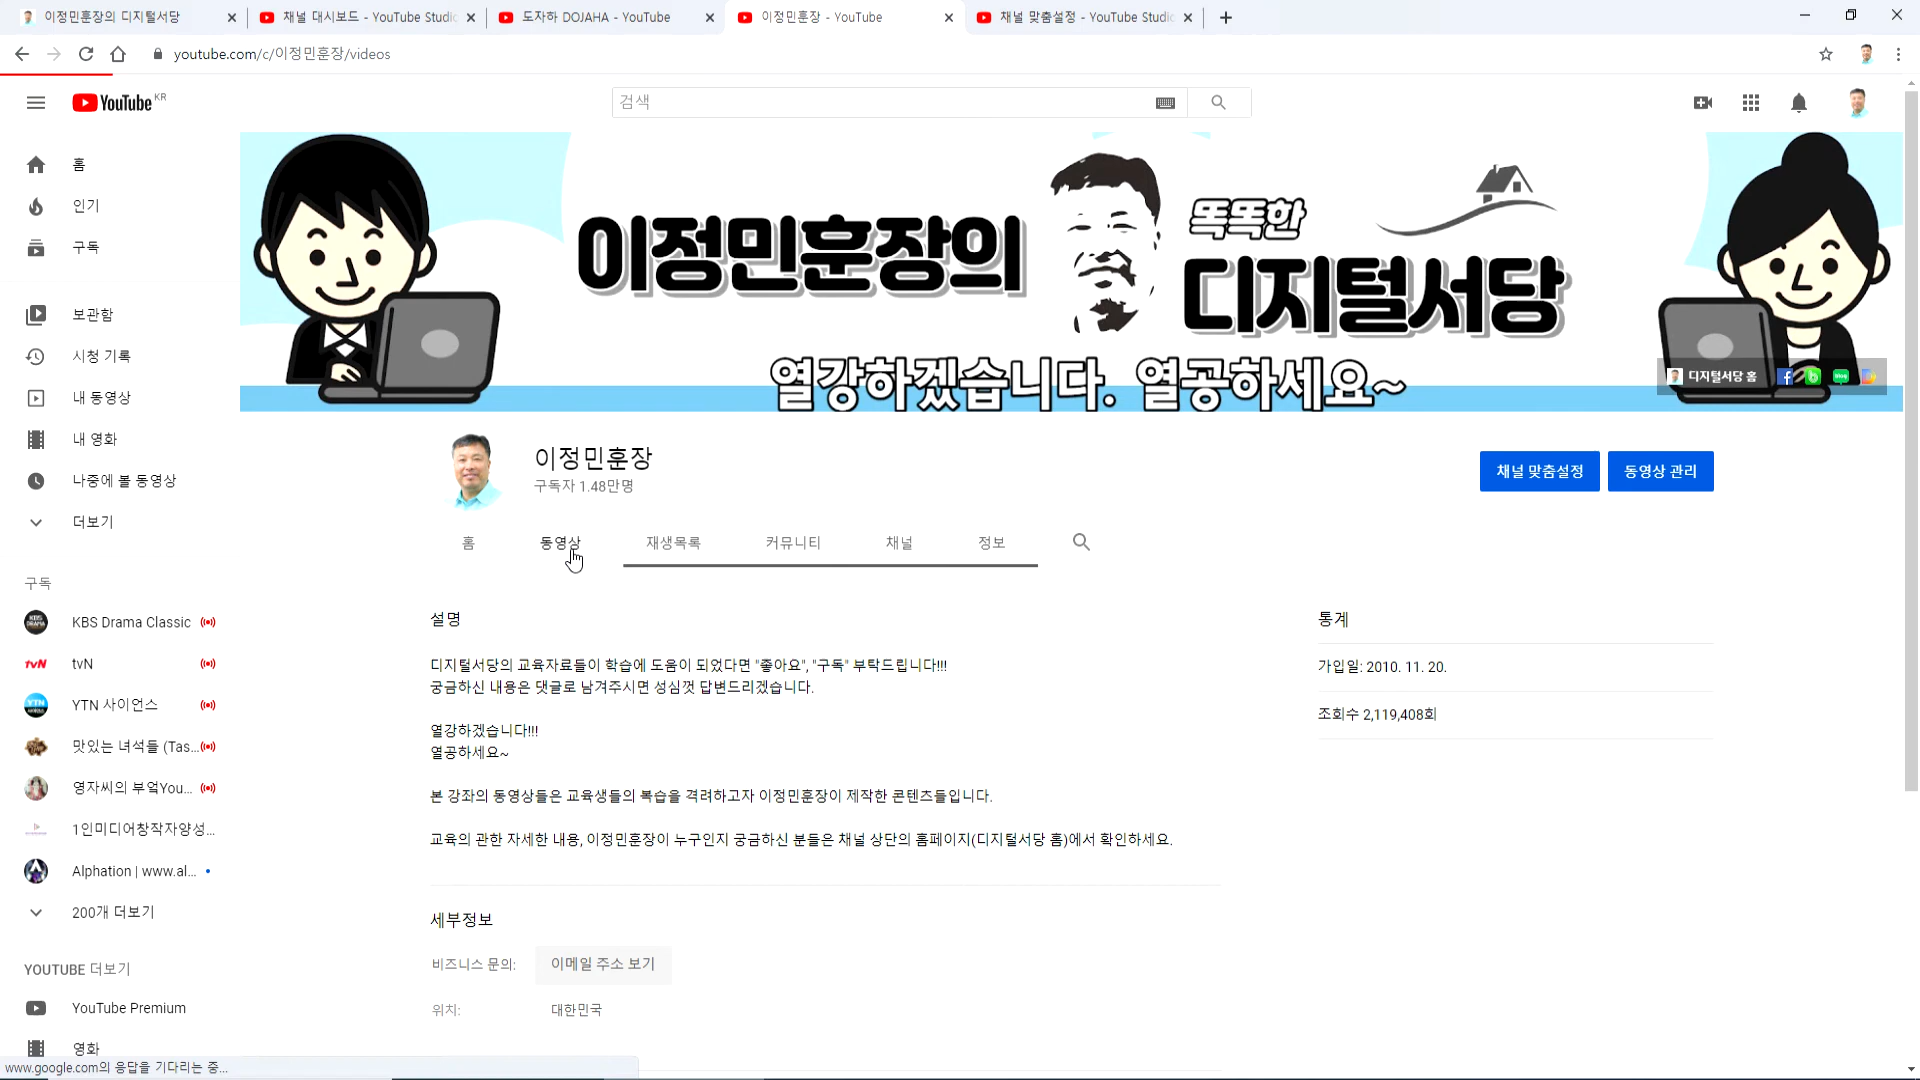 이정민훈장의 디지털서당
채널 대시보드 - YouTube Studio
도자하 DOJAHA - YouTube
이정민훈장 - YouTube
채널 맞춤설정 - YouTube Studio
youtube.com/c/이정민훈장/videos
YouTube KR
검색
홈
인기
구독
보관함
시청 기록
내 동영상
내 영화
나중에 볼 동영상
더보기
구독
KBS Drama Classic
tvN
YTN 사이언스
맛있는 녀석들 (Tas...
영자씨의 부엌You...
1인미디어창작자양성...
Alphation | www.al...
200개 더보기
YOUTUBE 더보기
YouTube Premium
영화
www.google.com의 응답을 기다리는 중...
이정민훈장의
똑똑한
디지털서당
열강하겠습니다. 열공하세요~
디지털서당 홈
이정민훈장
구독자 1.48만명
채널 맞춤설정
동영상 관리
홈
동영상
재생목록
커뮤니티
채널
정보
설명
디지털서당의 교육자료들이 학습에 도움이 되었다면 "좋아요", "구독" 부탁드립니다!!!
궁금하신 내용은 댓글로 남겨주시면 성심껏 답변드리겠습니다.
열강하겠습니다!!!
열공하세요~
본 강좌의 동영상들은 교육생들의 복습을 격려하고자 이정민훈장이 제작한 콘텐츠들입니다.
교육의 관한 자세한 내용, 이정민훈장이 누구인지 궁금하신 분들은 채널 상단의 홈페이지(디지털서당 홈)에서 확인하세요.
세부정보
비즈니스 문의:
이메일 주소 보기
위치:
대한민국
통계
가입일: 2010. 11. 20.
조회수 2,119,408회